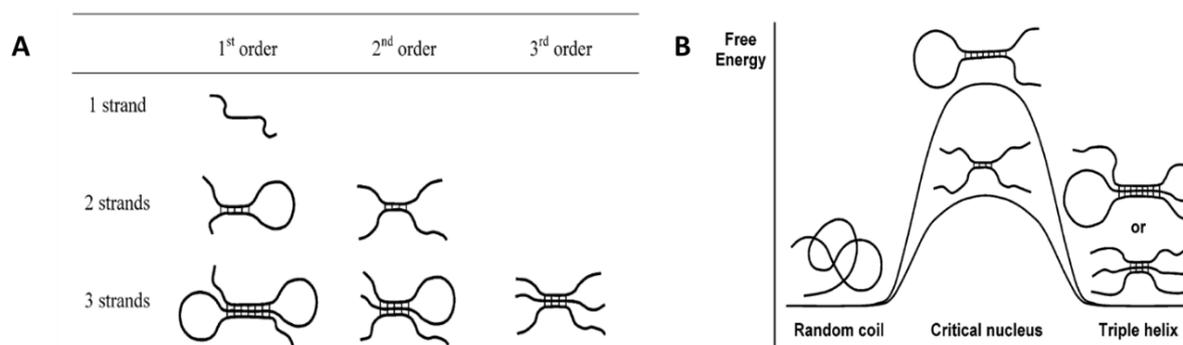 A
1st order 2nd order 3rd order
1 strand
2 strands
3 strands
B
Free
Energy
or
Random coil Critical nucleus Triple helix